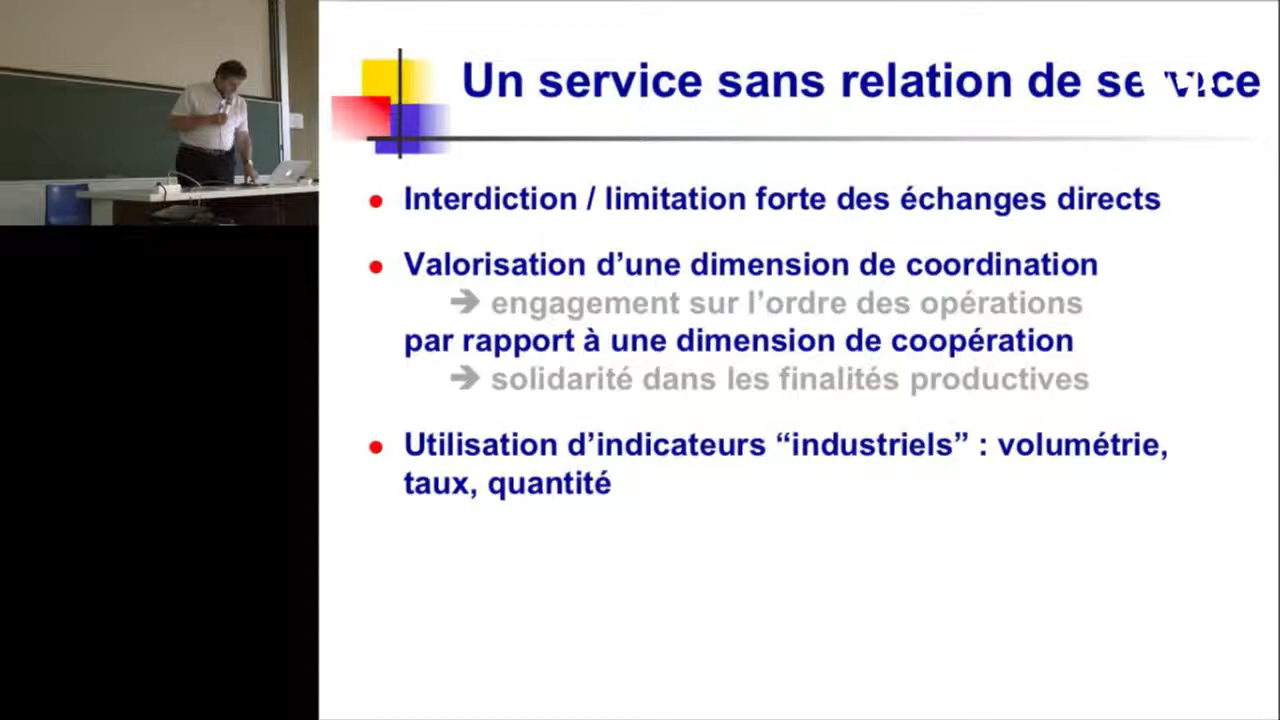 Un service sans relation de service
● Interdiction / limitation forte des échanges directs
● Valorisation d’une dimension de coordination
➔ engagement sur l’ordre des opérations
par rapport à une dimension de coopération
➔ solidarité dans les finalités productives
● Utilisation d’indicateurs “industriels” : volumétrie,
taux, quantité